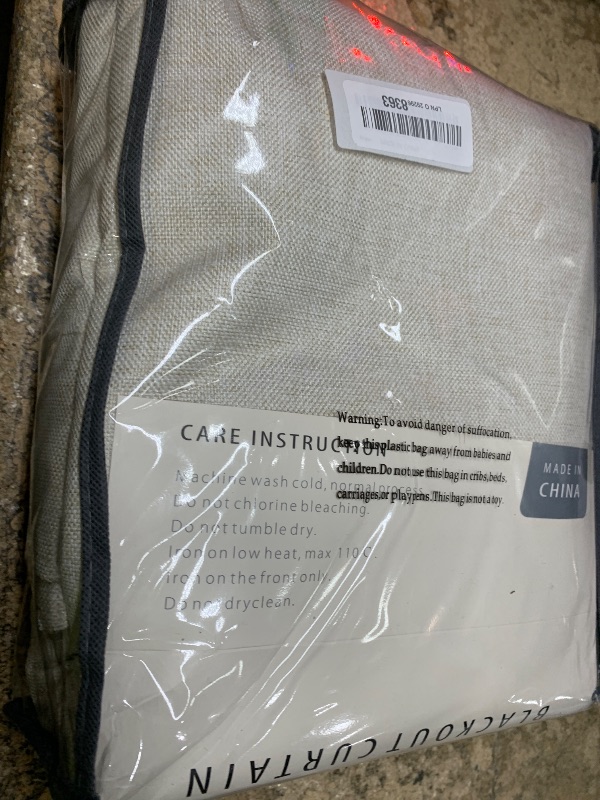 8363
CARE INSTRUCTION
Machine wash cold, normal process.
Do not chlorine bleaching.
Do not tumble dry.
Iron on low heat, max 110 C.
iron on the front only.
Do not dryclean.
Warning:To avoid danger of suffocation,
keep this plastic bag away from babies and
children.Do not use this bag in cribs,beds,
carriages,or playpens.This bag is not a toy.
MADE IN
CHINA
BLACKOUT CURTAIN